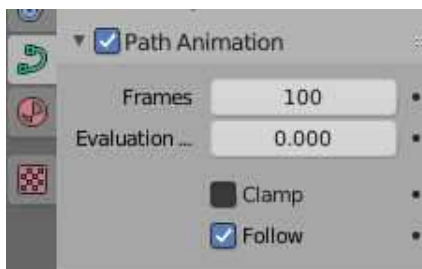 Path Animation
Frames 100
Evaluation ... 0.000
Clamp
Follow